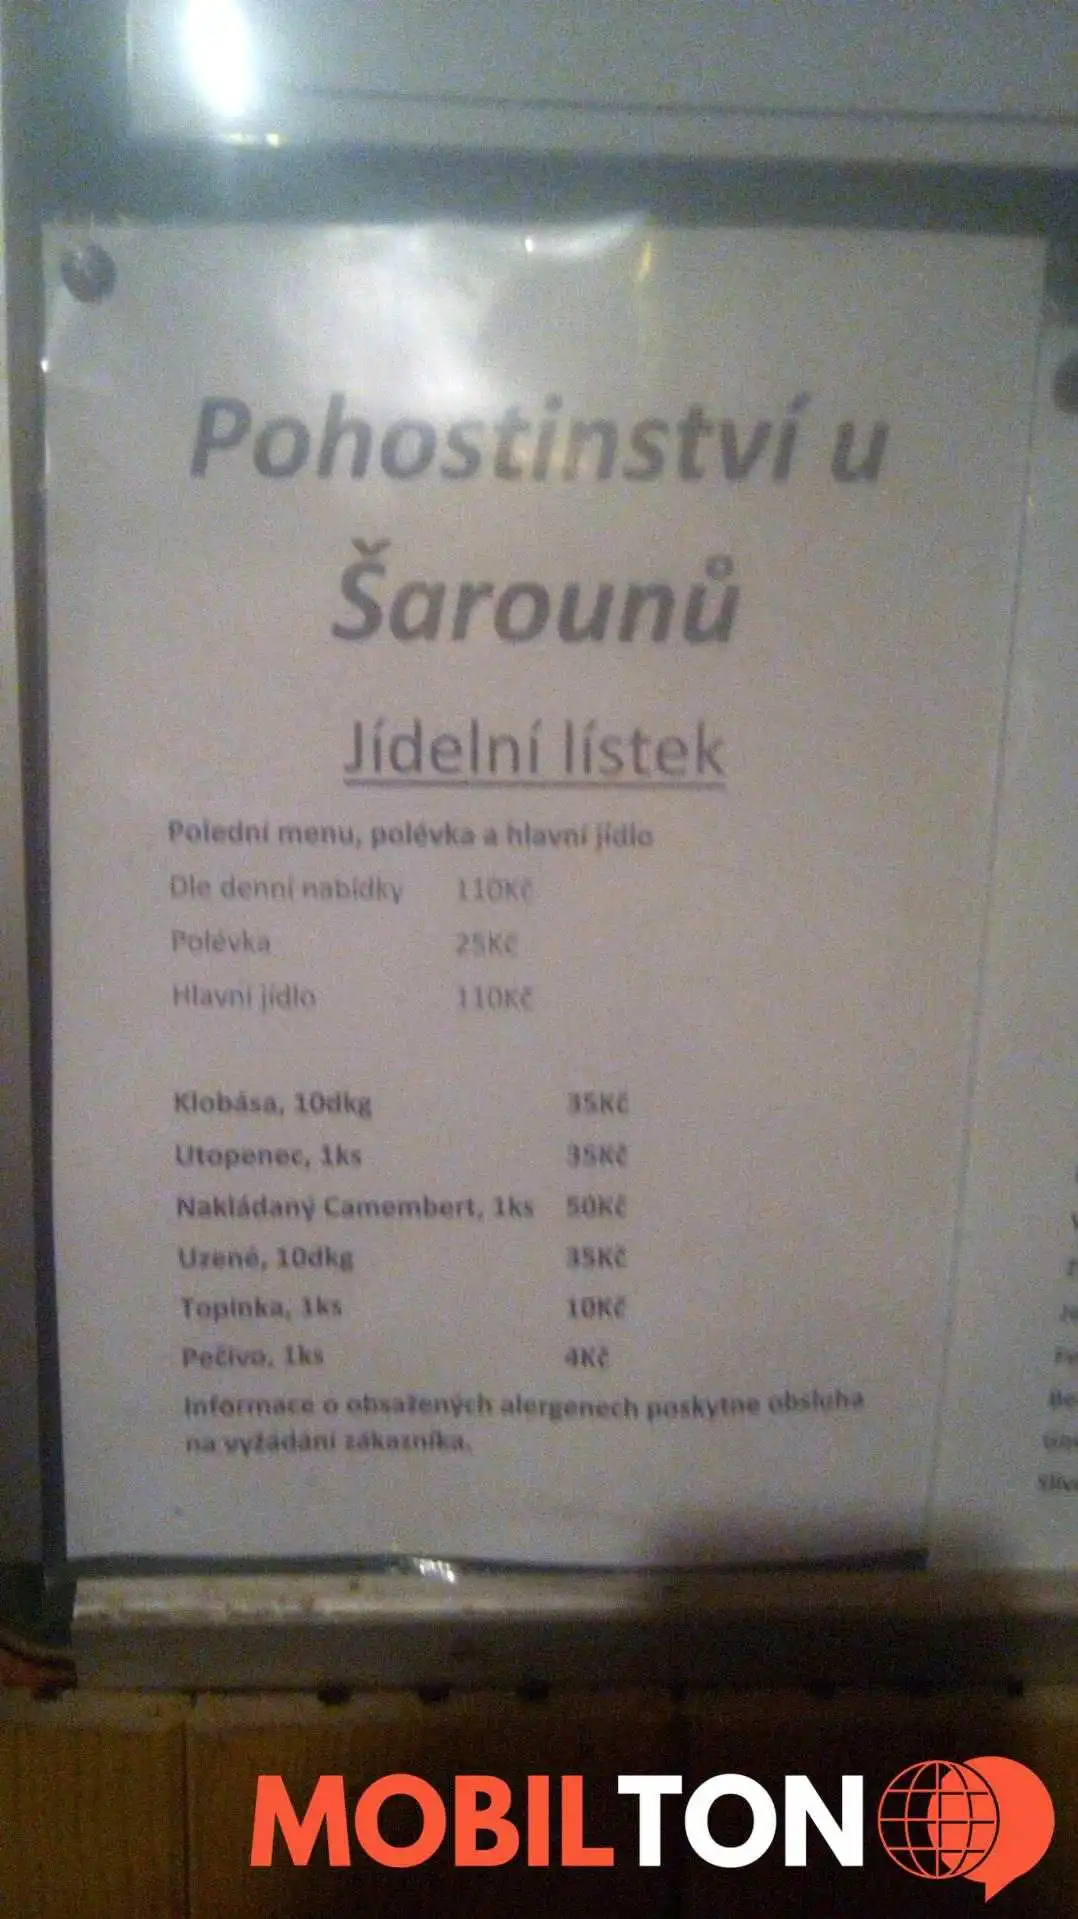 Pohostinství u
Šarounů
Jídelní lístek
Polední menu, polévka a hlavní jídlo
Dle denní nabídky 110Kč
Polévka 25Kč
Hlavní jídlo 110Kč
Klobása, 10dkg 35Kč
Utopenec, 1ks 35Kč
Nakládaný Camembert, 1ks 50Kč
Uzené, 10dkg 35Kč
Topinka, 1ks 10Kč
Pečivo, 1ks 4Kč
Informace o obsažených alergenech poskytne obsluha
na vyžádání zákazníka.
MOBILTON